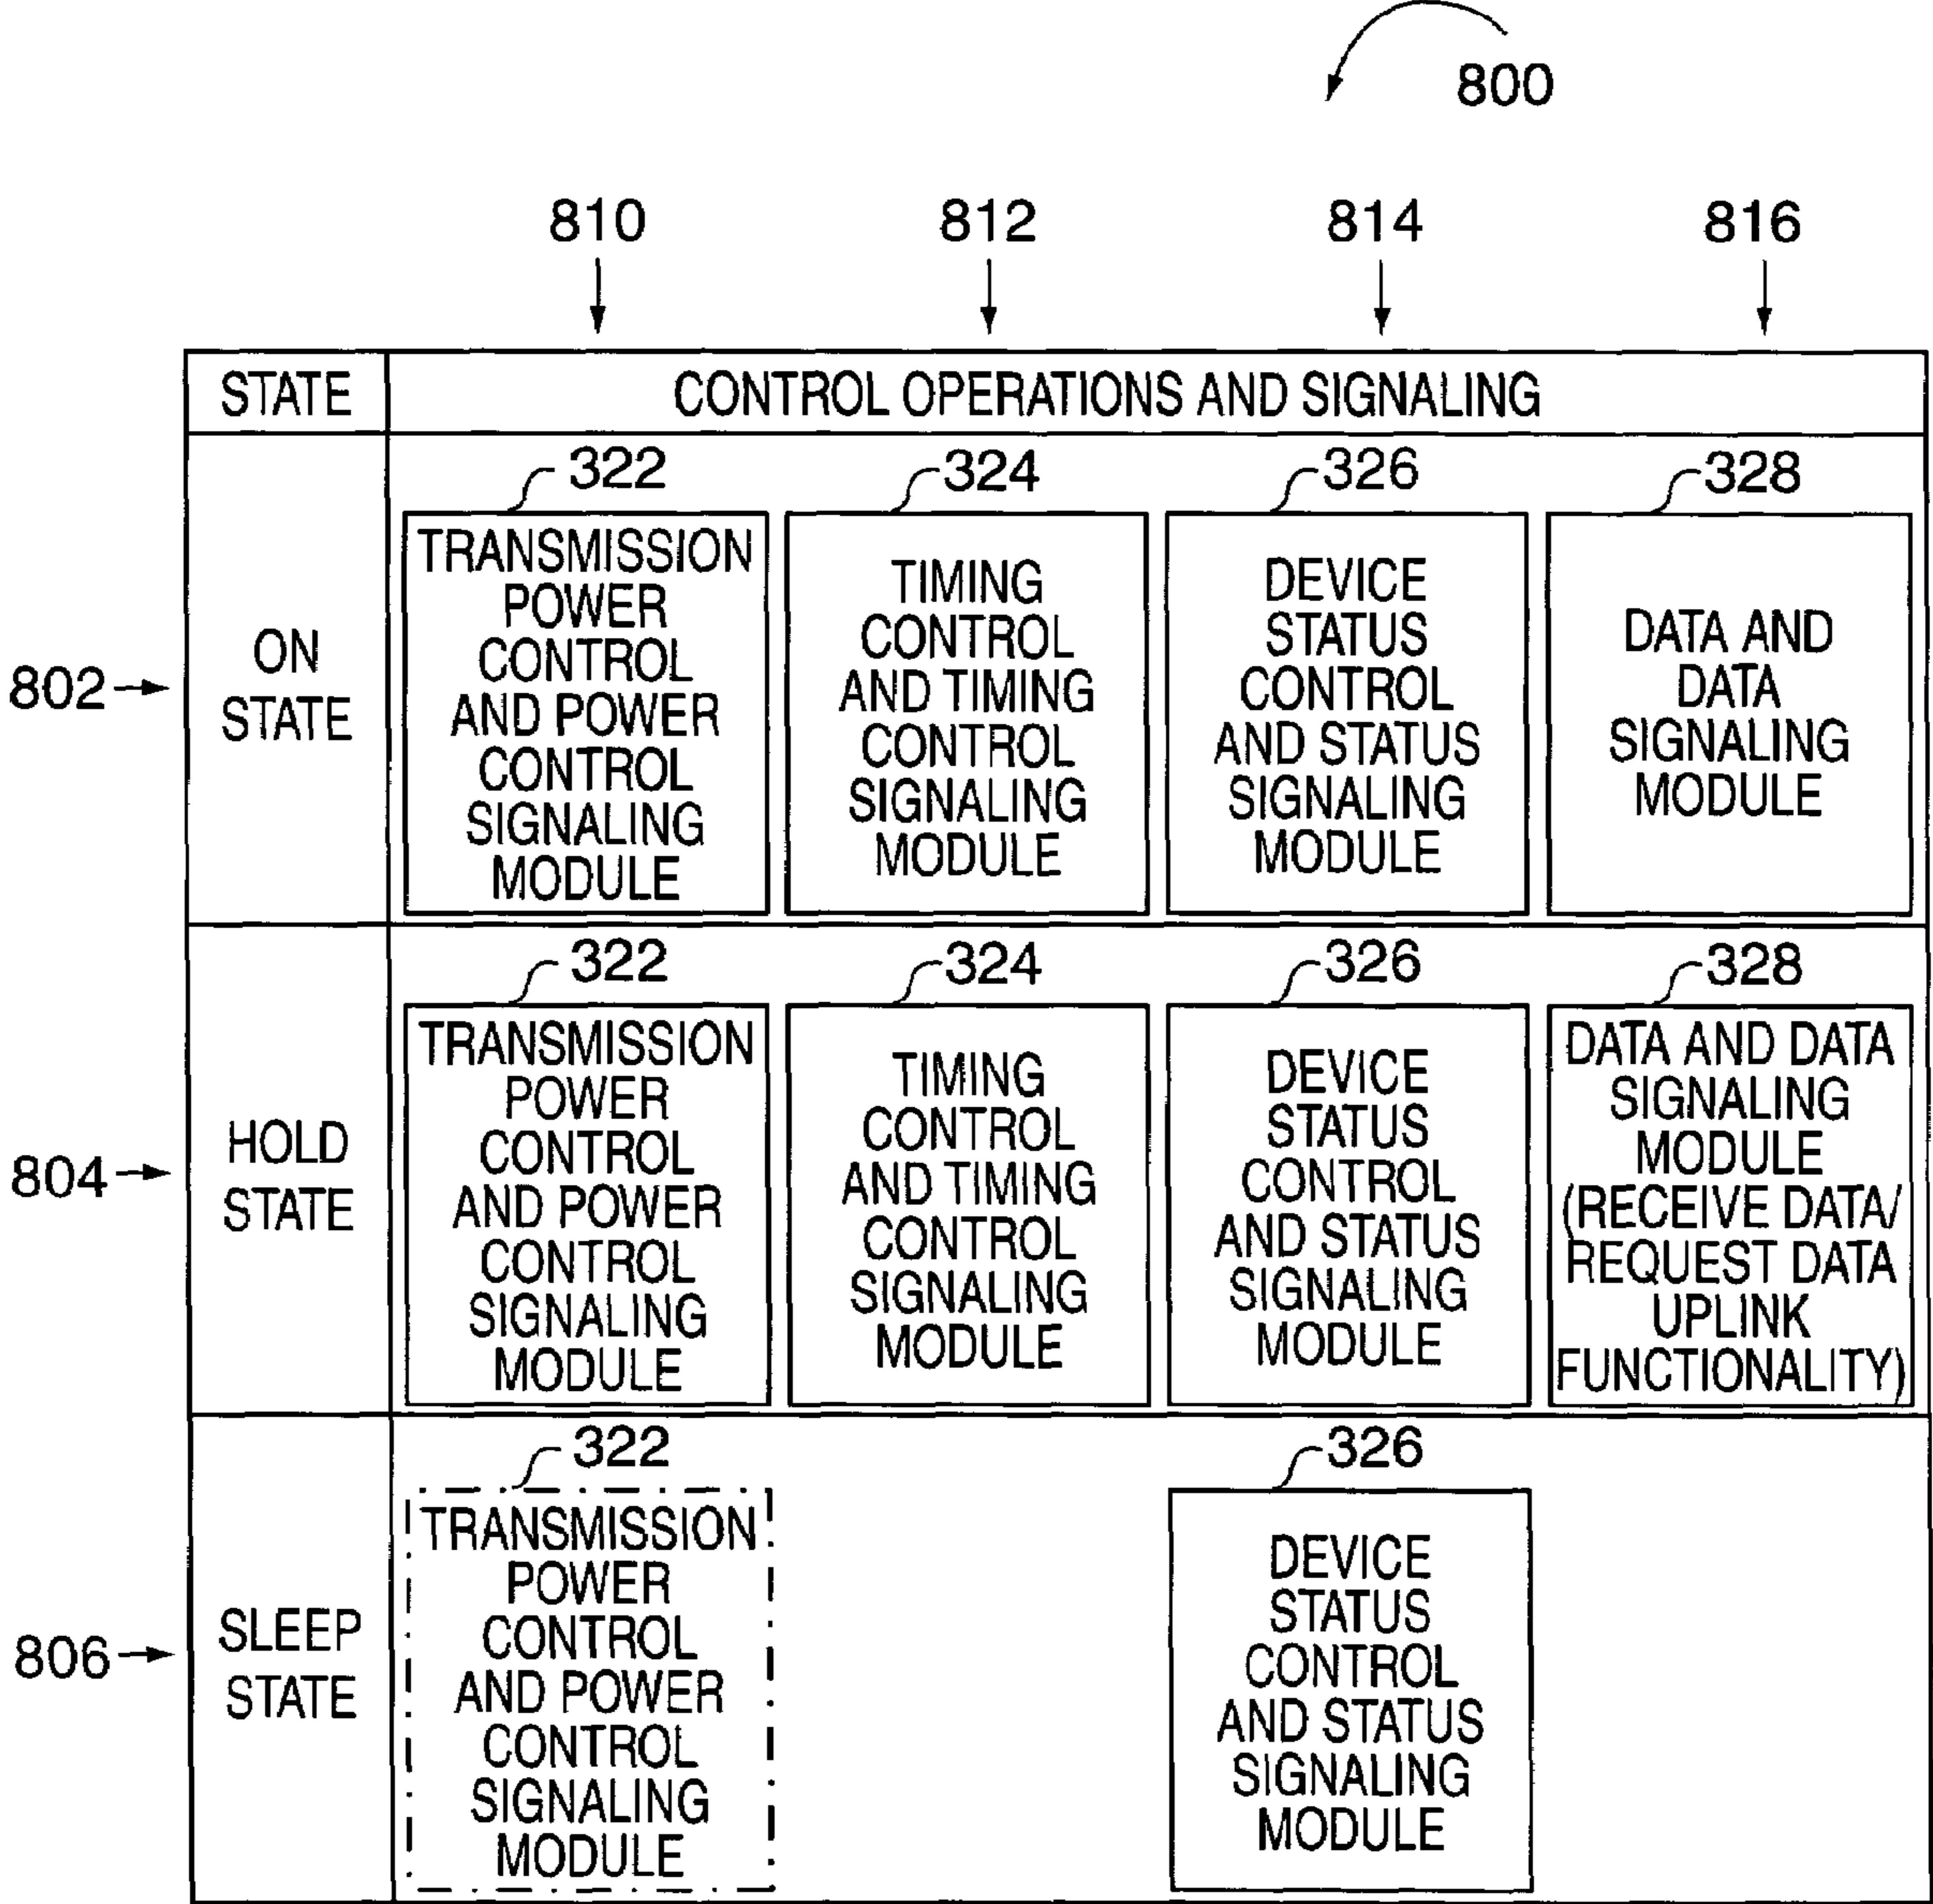 800
810 812 814 816
STATE CONTROL OPERATIONS AND SIGNALING
802
ON
STATE
322
TRANSMISSION
POWER
CONTROL
AND POWER
CONTROL
SIGNALING
MODULE
324
TIMING
CONTROL
AND TIMING
CONTROL
SIGNALING
MODULE
326
DEVICE
STATUS
CONTROL
AND STATUS
SIGNALING
MODULE
328
DATA AND
DATA
SIGNALING
MODULE
804
HOLD
STATE
322
TRANSMISSION
POWER
CONTROL
AND POWER
CONTROL
SIGNALING
MODULE
324
TIMING
CONTROL
AND TIMING
CONTROL
SIGNALING
MODULE
326
DEVICE
STATUS
CONTROL
AND STATUS
SIGNALING
MODULE
328
DATA AND DATA
SIGNALING
MODULE
(RECEIVE DATA/
REQUEST DATA
UPLINK
FUNCTIONALITY)
806
SLEEP
STATE
322
TRANSMISSION
POWER
CONTROL
AND POWER
CONTROL
SIGNALING
MODULE
326
DEVICE
STATUS
CONTROL
AND STATUS
SIGNALING
MODULE